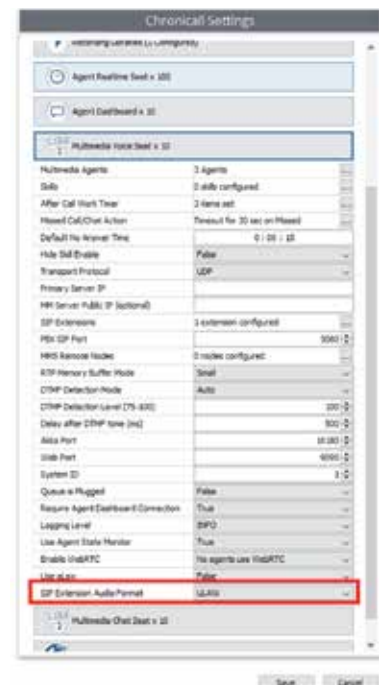 Chronicall Settings
Recording Libraries (1 Configured)
Agent Realtime Seat x 100
Agent Dashboard x 10
Multimedia Voice Seat x 10
Multimedia Agents 3 Agents
Skills 0 skills configured
After Call Work Timer 2 items set
Missed Call/Chat Action Timeout for 30 sec on Missed
Default No Answer Time 0 : 00 : 15
Hide Skill Enable False
Transport Protocol UDP
Primary Server IP
MM Server Public IP (optional)
SIP Extensions 1 extension configured
PBX SIP Port 5060
MMS Remote Nodes 0 nodes configured
RTP Memory Buffer Mode Small
DTMF Detection Mode Auto
DTMF Detection Level (75-100) 100
Delay after DTMF tone (ms) 500
Akka Port
Web Port
System ID
Queue is Plugged False
Require Agent Dashboard Connection True
Logging Level INFO
Use Agent State Monitor True
Enable WebRTC No agents use WebRTC
Use aLaw False
SIP Extension Audio Format ULAW
Multimedia Chat Seat x 10
Save Cancel